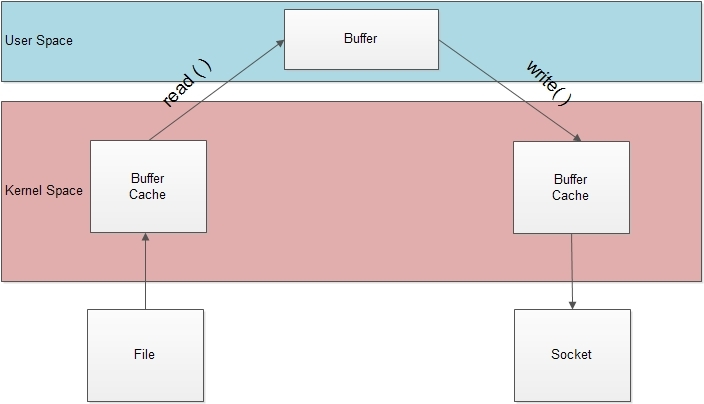 User Space
Buffer
read ( )
write( )
Kernel Space
Buffer
Cache
Buffer
Cache
File
Socket